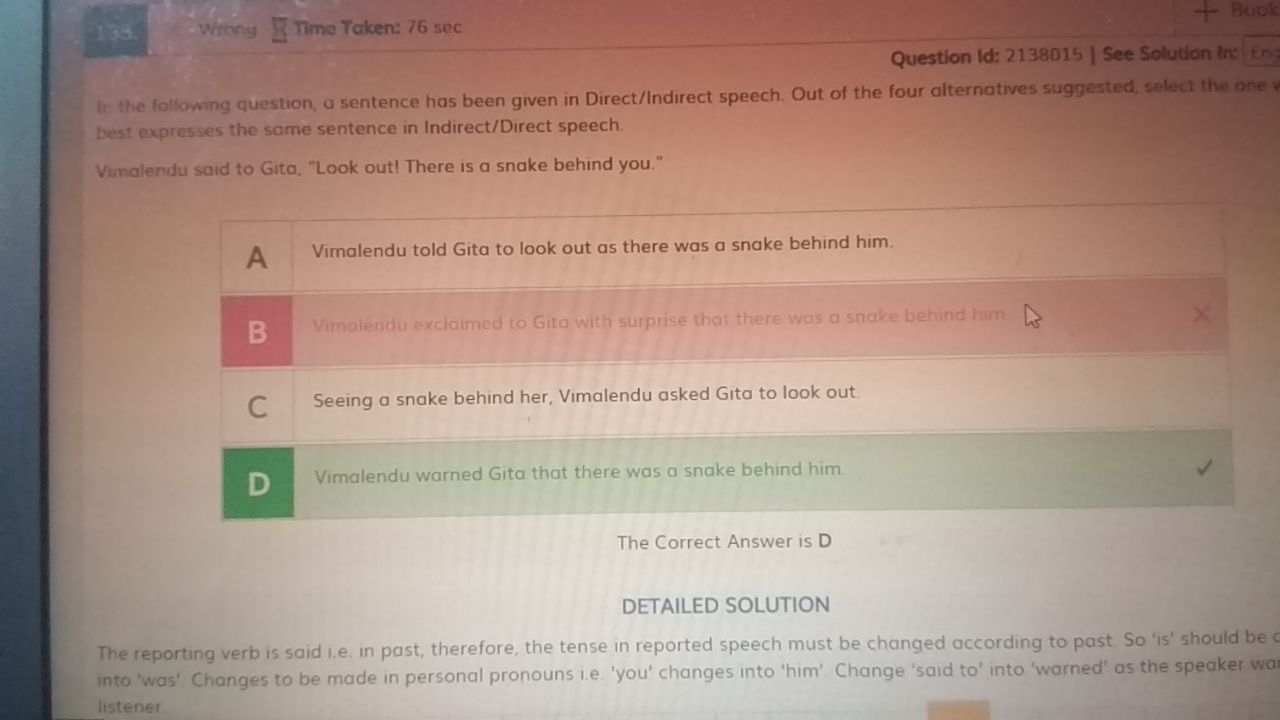 Wrong Time Taken: 76 sec
+ Book
Question Id: 2138015 | See Solution In: Eng
In the following question, a sentence has been given in Direct/Indirect speech. Out of the four alternatives suggested, select the one
best expresses the same sentence in Indirect/Direct speech.
Vimalendu said to Gita, "Look out! There is a snake behind you."
A Vimalendu told Gita to look out as there was a snake behind him.
B Vimalendu exclaimed to Gita with surprise that there was a snake behind him.
C Seeing a snake behind her, Vimalendu asked Gita to look out.
D Vimalendu warned Gita that there was a snake behind him.
The Correct Answer is D
DETAILED SOLUTION
The reporting verb is said i.e. in past, therefore, the tense in reported speech must be changed according to past. So 'is' should be
into 'was'. Changes to be made in personal pronouns i.e. 'you' changes into 'him'. Change 'said to' into 'warned' as the speaker
listener.